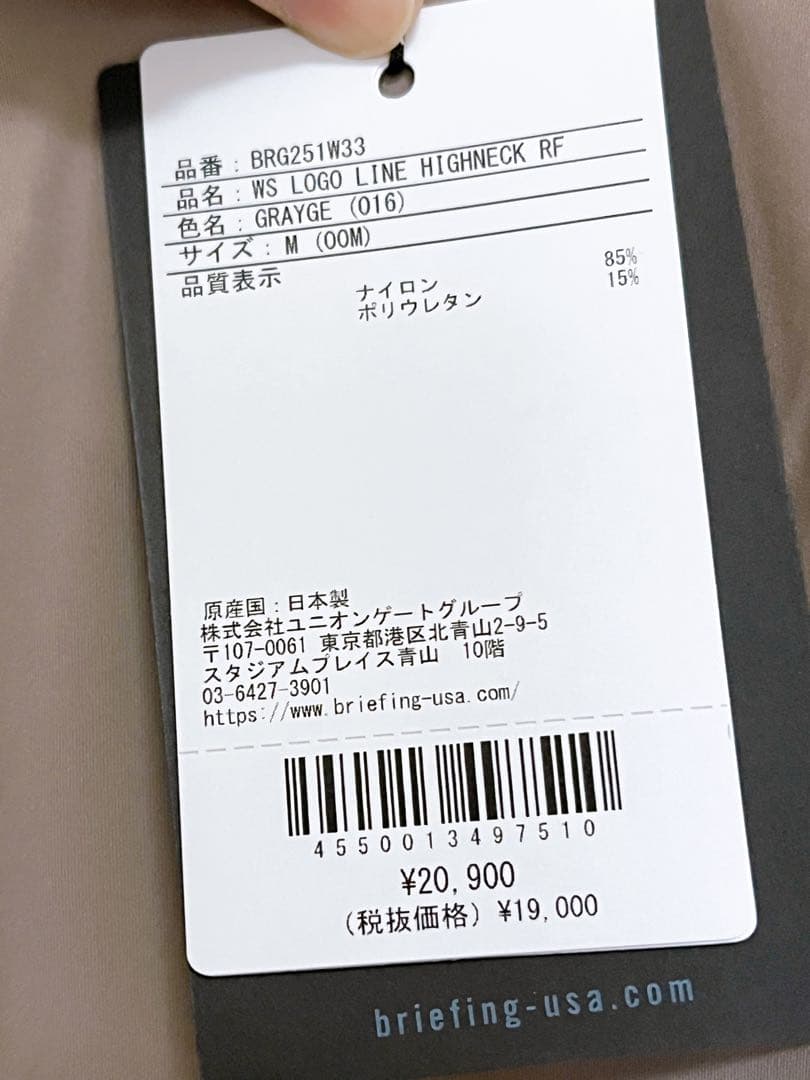 品番 : BRG251W33
品名 : WS LOGO LINE HIGHNECK RF
色名 : GRAYGE (016)
サイズ : M (00M)
品質表示
ナイロン 85%
ポリウレタン 15%
原産国 : 日本製
株式会社ユニオンゲートグループ
〒107-0061 東京都港区北青山2-9-5
スタジアムプレイス青山 10階
03-6427-3901
https://www.briefing-usa.com/
4550013497510
¥20,900
(税抜価格) ¥19,000
briefing-usa.com